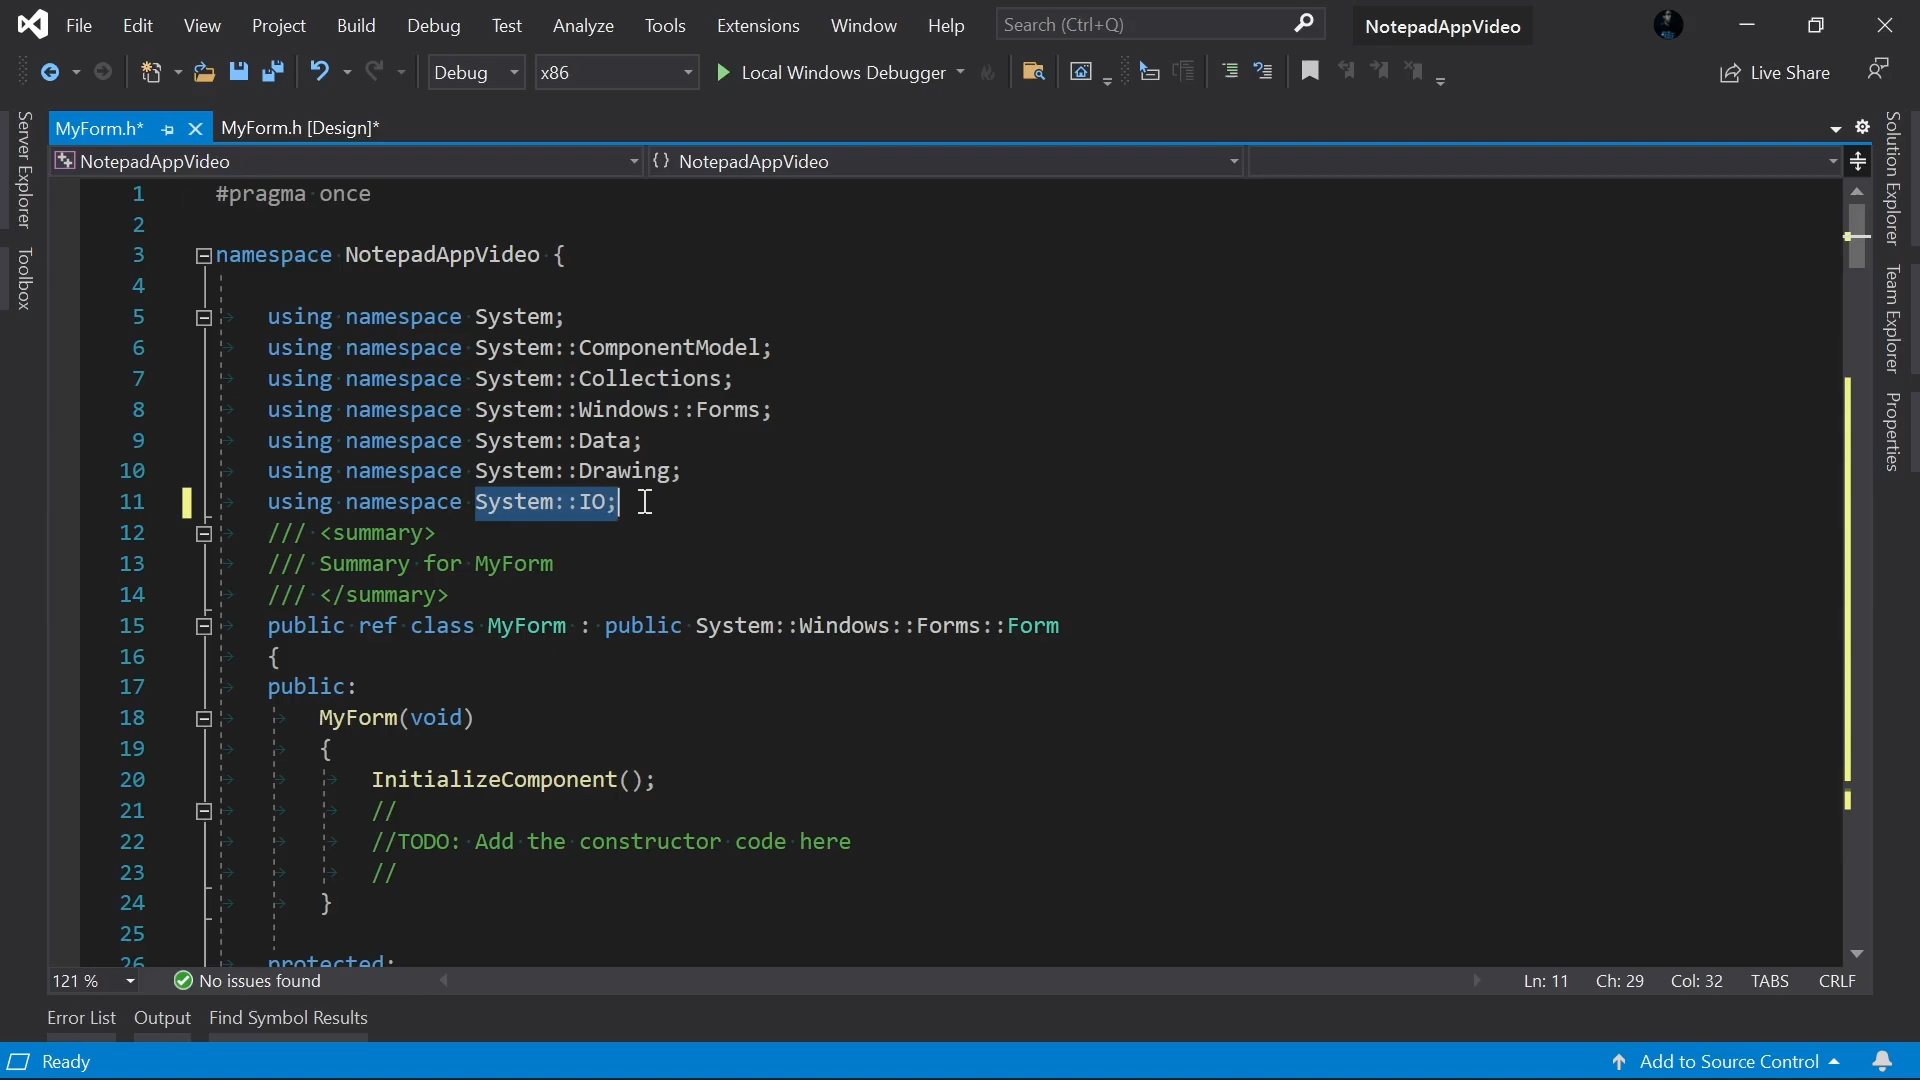 File Edit View Project Build Debug Test Analyze Tools Extensions Window Help Search (Ctrl+Q) NotepadAppVideo
Debug x86 Local Windows Debugger Live Share
Server Explorer
Toolbox
MyForm.h* MyForm.h [Design]*
NotepadAppVideo {} NotepadAppVideo
1 #pragma once
2
3 namespace NotepadAppVideo {
4
5 using namespace System;
6 using namespace System::ComponentModel;
7 using namespace System::Collections;
8 using namespace System::Windows::Forms;
9 using namespace System::Data;
10 using namespace System::Drawing;
11 using namespace System::IO;
12 /// <summary>
13 /// Summary for MyForm
14 /// </summary>
15 public ref class MyForm : public System::Windows::Forms::Form
16 {
17 public:
18 MyForm(void)
19 {
20 InitializeComponent();
21 //
22 //TODO: Add the constructor code here
23 //
24 }
25
26 protected:
Solution Explorer
Team Explorer
Properties
121 % No issues found Ln: 11 Ch: 29 Col: 32 TABS CRLF
Error List Output Find Symbol Results
Ready Add to Source Control